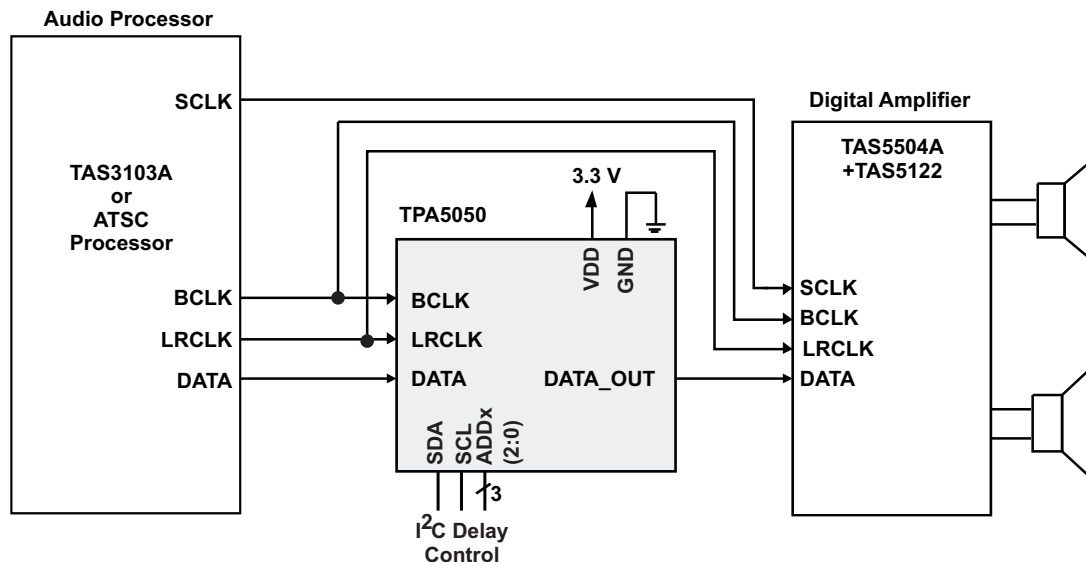 Audio Processor
SCLK
TAS3103A
or
ATSC
Processor
BCLK
LRCLK
DATA
TPA5050
3.3 V
VDD
GND
BCLK
LRCLK
DATA
DATA_OUT
SDA
SCL
ADDx
(2:0)
3
I²C Delay
Control
Digital Amplifier
TAS5504A
+TAS5122
SCLK
BCLK
LRCLK
DATA